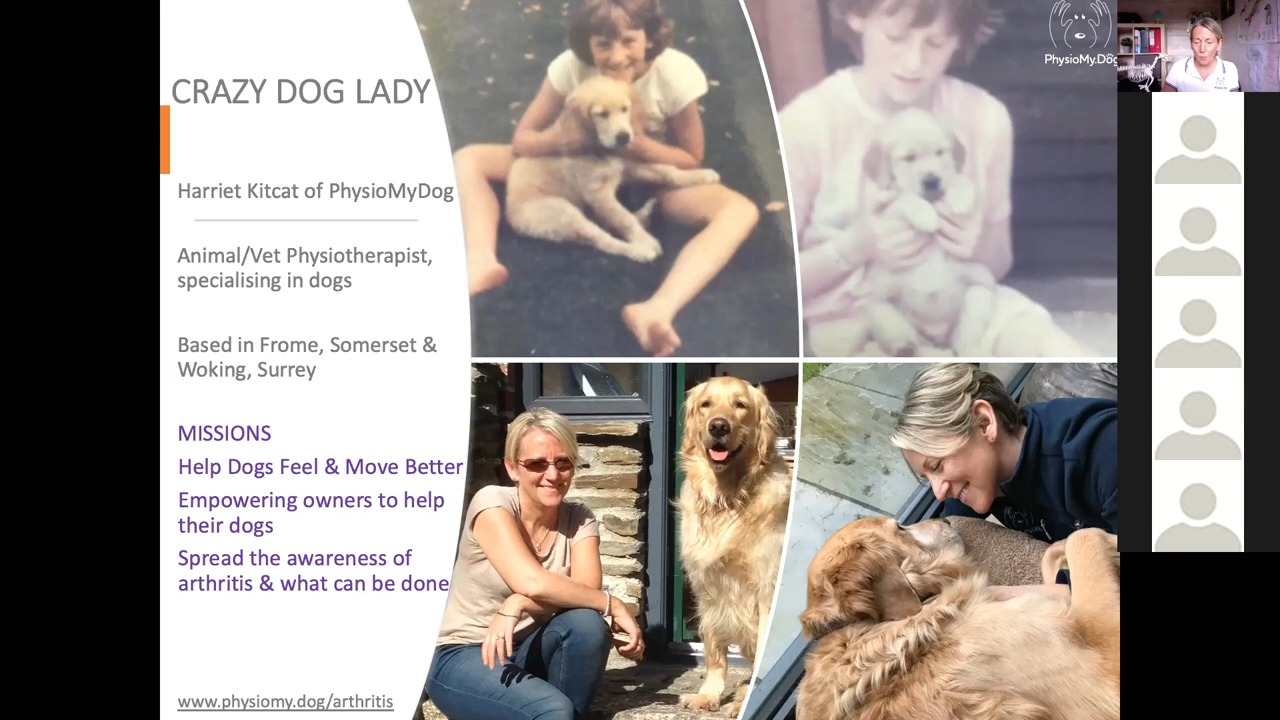 CRAZY DOG LADY
Harriet Kitcat of PhysioMyDog
Animal/Vet Physiotherapist,
specialising in dogs
Based in Frome, Somerset &
Woking, Surrey
MISSIONS
Help Dogs Feel & Move Better
Empowering owners to help
their dogs
Spread the awareness of
arthritis & what can be done
www.physiomy.dog/arthritis
PhysioMy.Dog